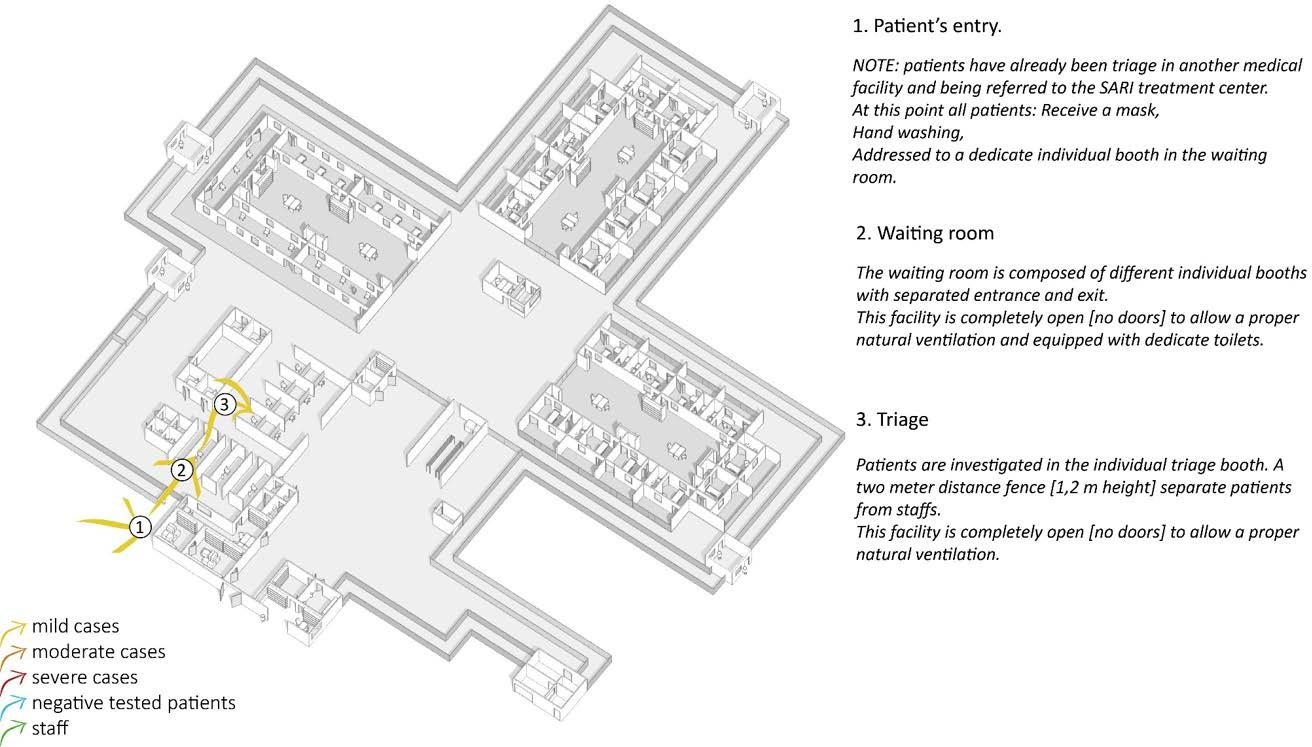 1. Patient's entry.
NOTE: patients have already been triage in another medical
facility and being referred to the SARI treatment center.
At this point all patients: Receive a mask,
Hand washing,
Addressed to a dedicate individual booth in the waiting
room.
2. Waiting room
The waiting room is composed of different individual booths
with separated entrance and exit.
This facility is completely open [no doors] to allow a proper
natural ventilation and equipped with dedicate toilets.
3. Triage
Patients are investigated in the individual triage booth. A
two meter distance fence [1,2 m height] separate patients
from staffs.
This facility is completely open [no doors] to allow a proper
natural ventilation.
3
2
1
mild cases
moderate cases
severe cases
negative tested patients
staff